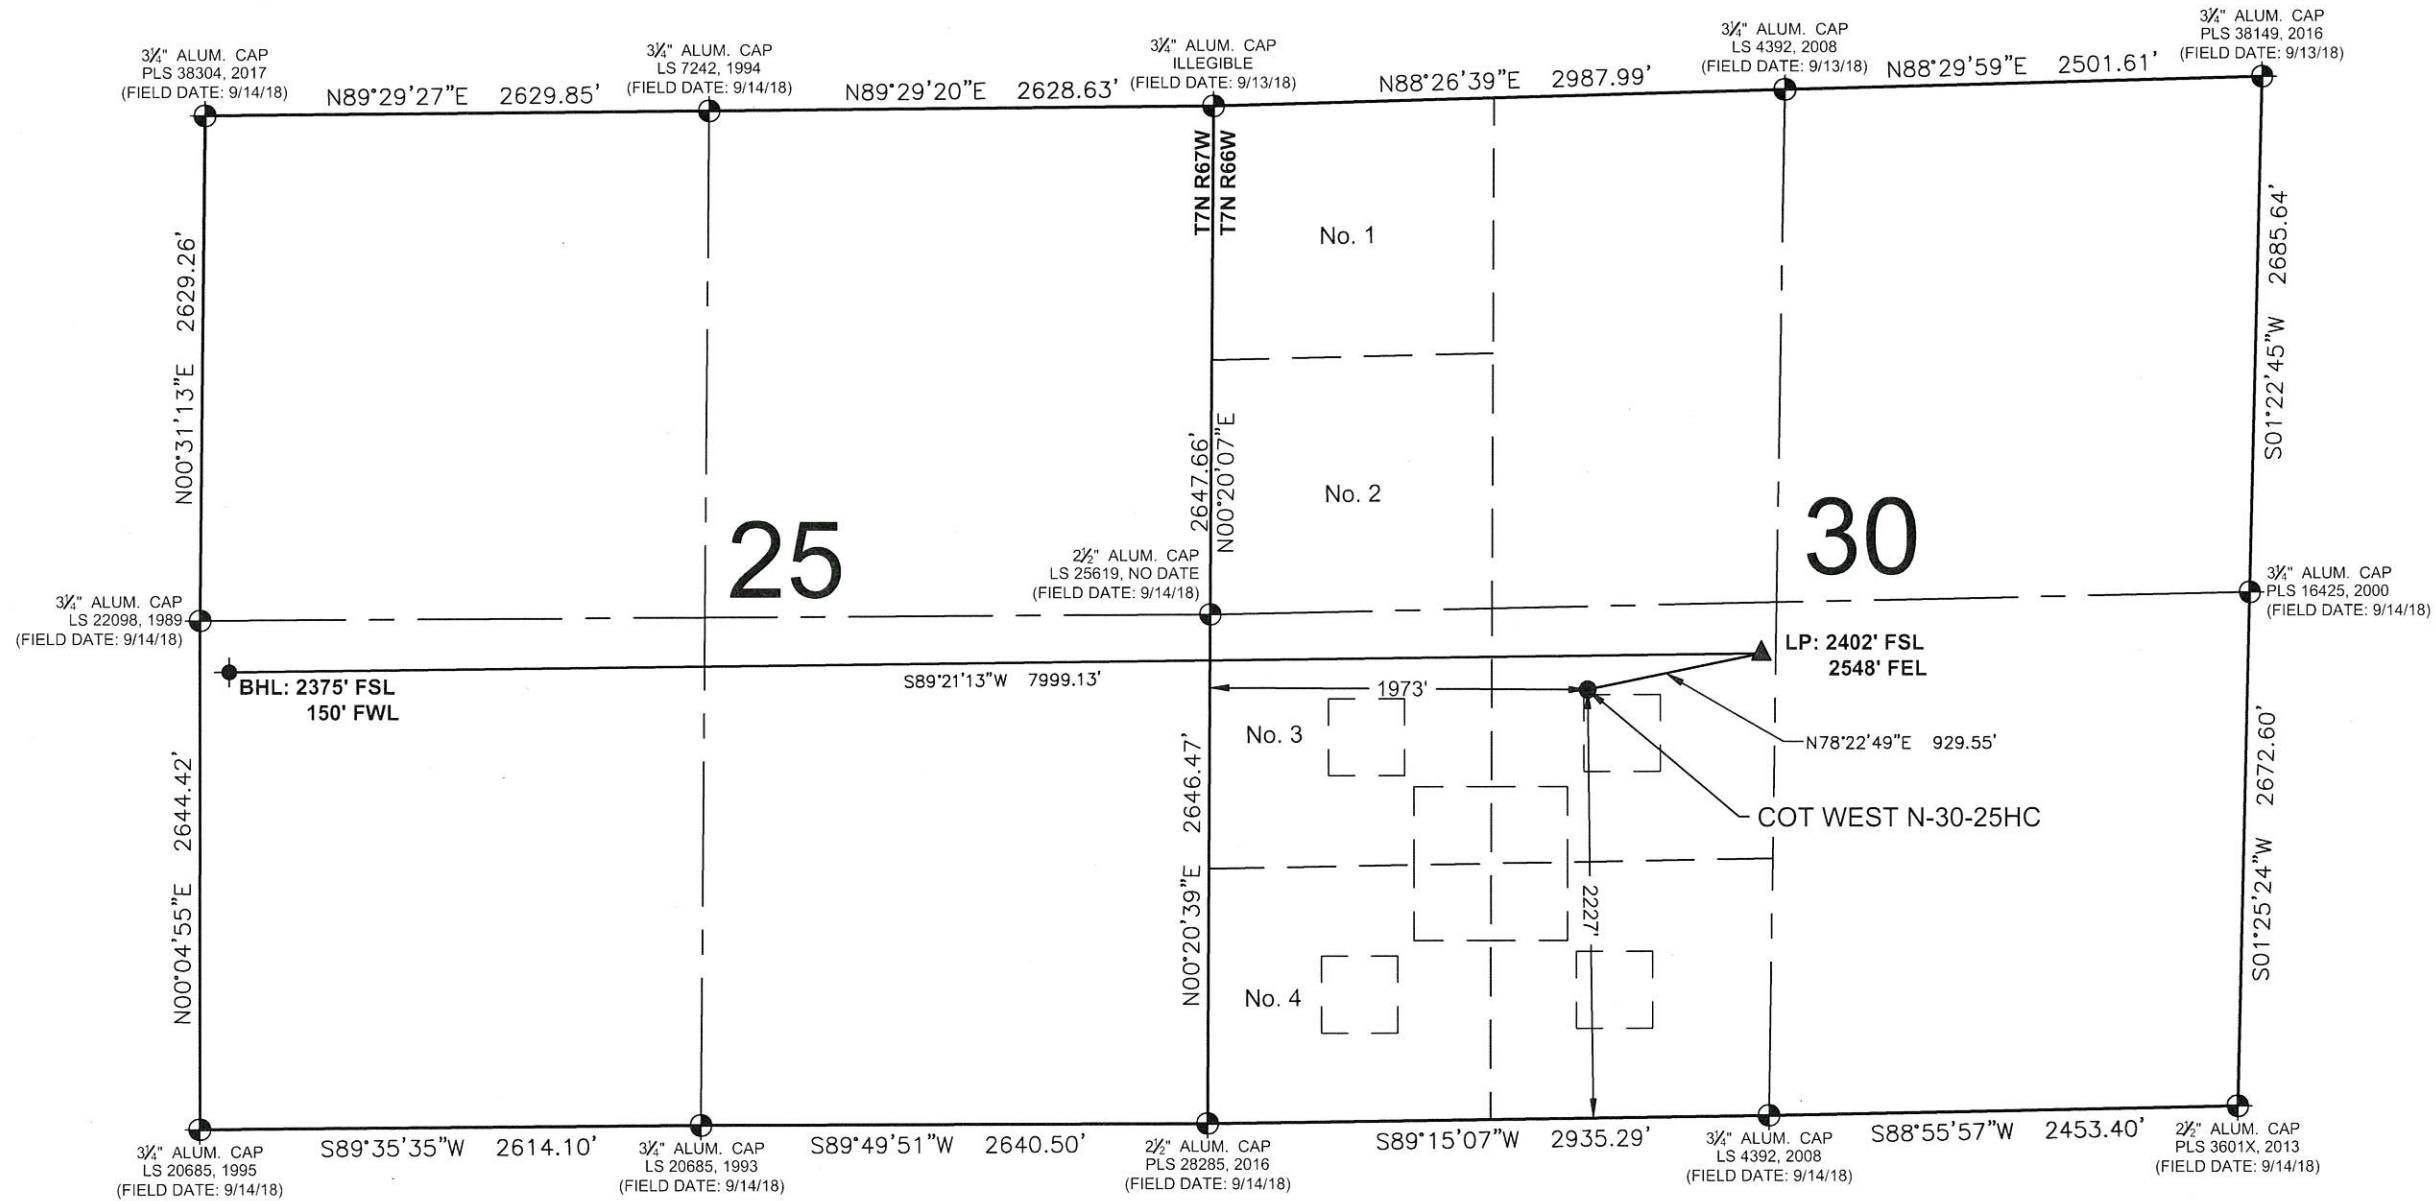 3¼" ALUM. CAP
PLS 38304, 2017
(FIELD DATE: 9/14/18)
N89°29'27"E 2629.85'
3¼" ALUM. CAP
LS 7242, 1994
(FIELD DATE: 9/14/18)
N89°29'20"E 2628.63'
3¼" ALUM. CAP
ILLEGIBLE
(FIELD DATE: 9/13/18)
N88°26'39"E 2987.99'
3¼" ALUM. CAP
LS 4392, 2008
(FIELD DATE: 9/13/18)
N88°29'59"E 2501.61'
3¼" ALUM. CAP
PLS 38149, 2016
(FIELD DATE: 9/13/18)
N00°31'13"E 2629.26'
T7N R67W
T7N R66W
No. 1
S01°22'45"W 2685.64'
2647.66'
N00°20'07"E
No. 2
25
30
2½" ALUM. CAP
LS 25619, NO DATE
(FIELD DATE: 9/14/18)
3¼" ALUM. CAP
LS 22098, 1989
(FIELD DATE: 9/14/18)
3¼" ALUM. CAP
PLS 16425, 2000
(FIELD DATE: 9/14/18)
LP: 2402' FSL
2548' FEL
BHL: 2375' FSL
150' FWL
S89°21'13"W 7999.13'
1973'
No. 3
N78°22'49"E 929.55'
COT WEST N-30-25HC
N00°04'55"E 2644.42'
N00°20'39"E 2646.47'
2227'
S01°25'24"W 2672.60'
No. 4
3¼" ALUM. CAP
LS 20685, 1995
(FIELD DATE: 9/14/18)
S89°35'35"W 2614.10'
3¼" ALUM. CAP
LS 20685, 1993
(FIELD DATE: 9/14/18)
S89°49'51"W 2640.50'
2½" ALUM. CAP
PLS 28285, 2016
(FIELD DATE: 9/14/18)
S89°15'07"W 2935.29'
3¼" ALUM. CAP
LS 4392, 2008
(FIELD DATE: 9/14/18)
S88°55'57"W 2453.40'
2½" ALUM. CAP
PLS 3601X, 2013
(FIELD DATE: 9/14/18)